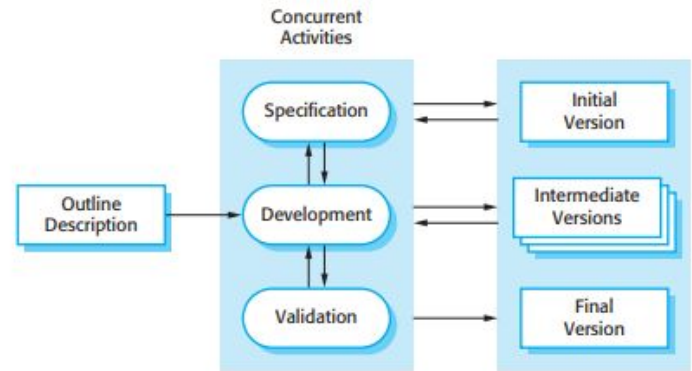 Concurrent
Activities
Specification
Initial
Version
Outline
Description
Development
Intermediate
Versions
Validation
Final
Version